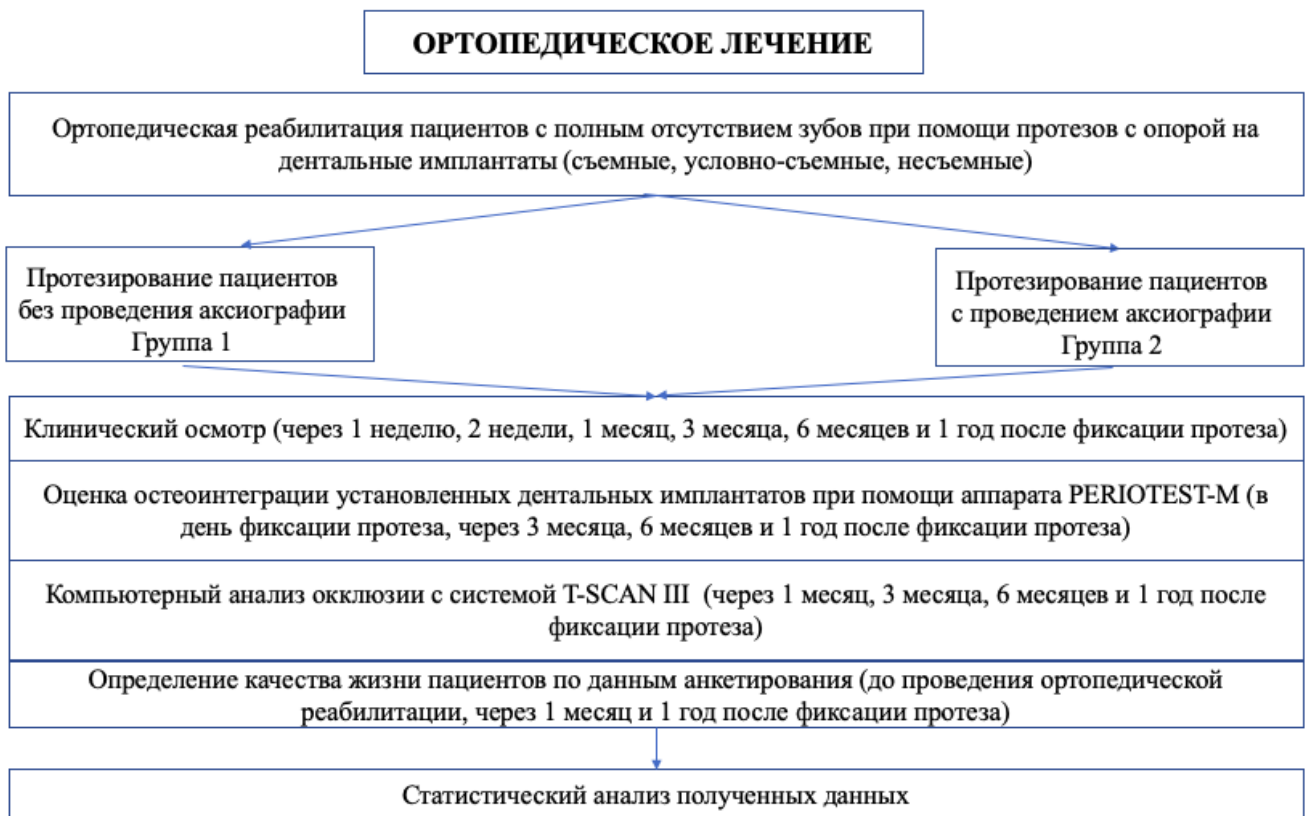 ОРТОПЕДИЧЕСКОЕ ЛЕЧЕНИЕ
Ортопедическая реабилитация пациентов с полным отсутствием зубов при помощи протезов с опорой на
дентальные имплантаты (съемные, условно-съемные, несъемные)
Протезирование пациентов
без проведения аксиографии
Группа 1
Протезирование пациентов
с проведением аксиографии
Группа 2
Клинический осмотр (через 1 неделю, 2 недели, 1 месяц, 3 месяца, 6 месяцев и 1 год после фиксации протеза)
Оценка остеоинтеграции установленных дентальных имплантатов при помощи аппарата PERIOTEST-M (в
день фиксации протеза, через 3 месяца, 6 месяцев и 1 год после фиксации протеза)
Компьютерный анализ окклюзии с системой T-SCAN III (через 1 месяц, 3 месяца, 6 месяцев и 1 год после
фиксации протеза)
Определение качества жизни пациентов по данным анкетирования (до проведения ортопедической
реабилитации, через 1 месяц и 1 год после фиксации протеза)
Статистический анализ полученных данных